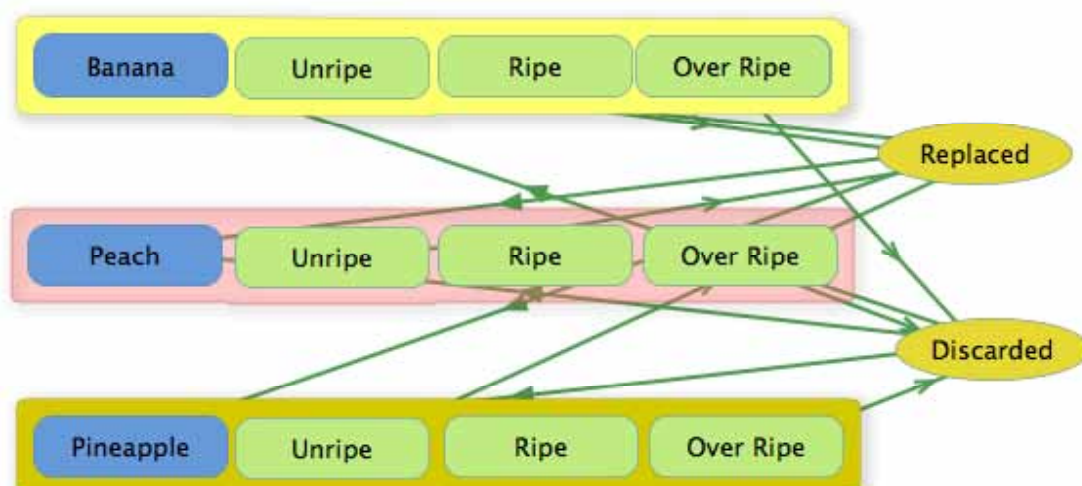 Banana Unripe Ripe Over Ripe
Replaced
Peach Unripe Ripe Over Ripe
Discarded
Pineapple Unripe Ripe Over Ripe